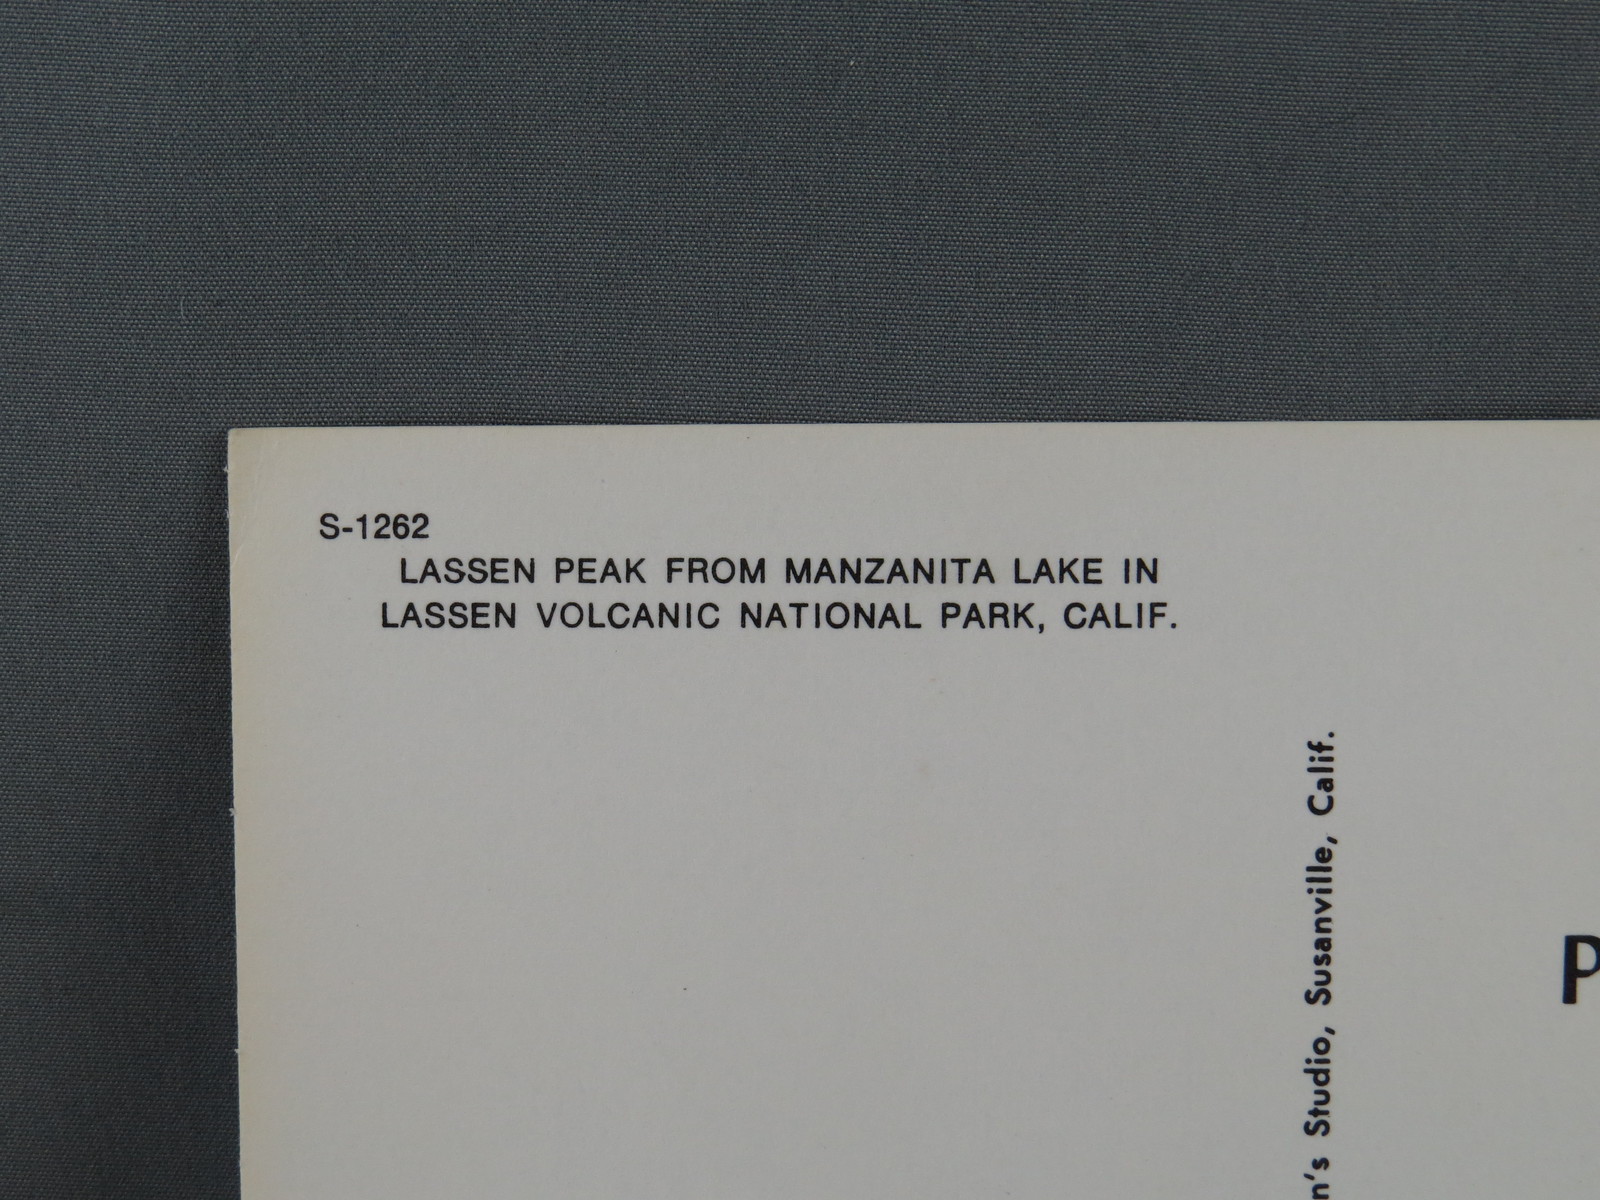 S-1262
LASSEN PEAK FROM MANZANITA LAKE IN
LASSEN VOLCANIC NATIONAL PARK, CALIF.
Studio, Susanville, Calif.